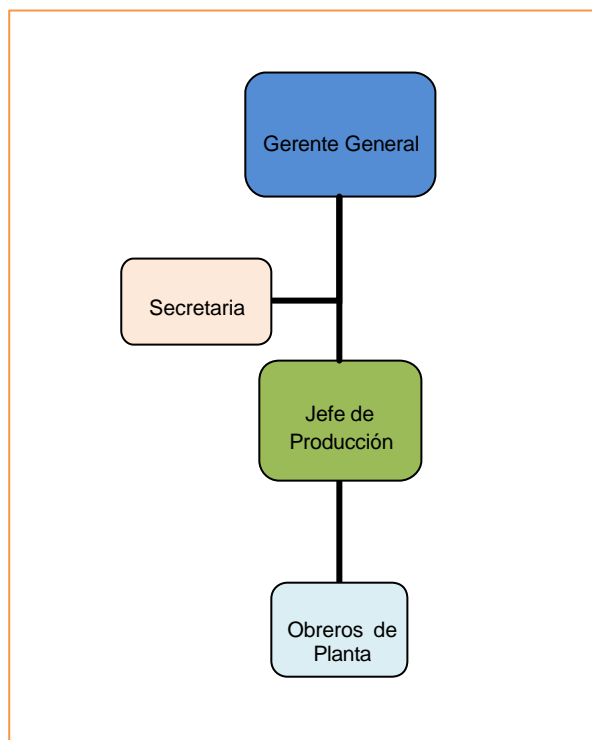 Gerente General
Secretaria
Jefe de
Producción
Obreros de
Planta